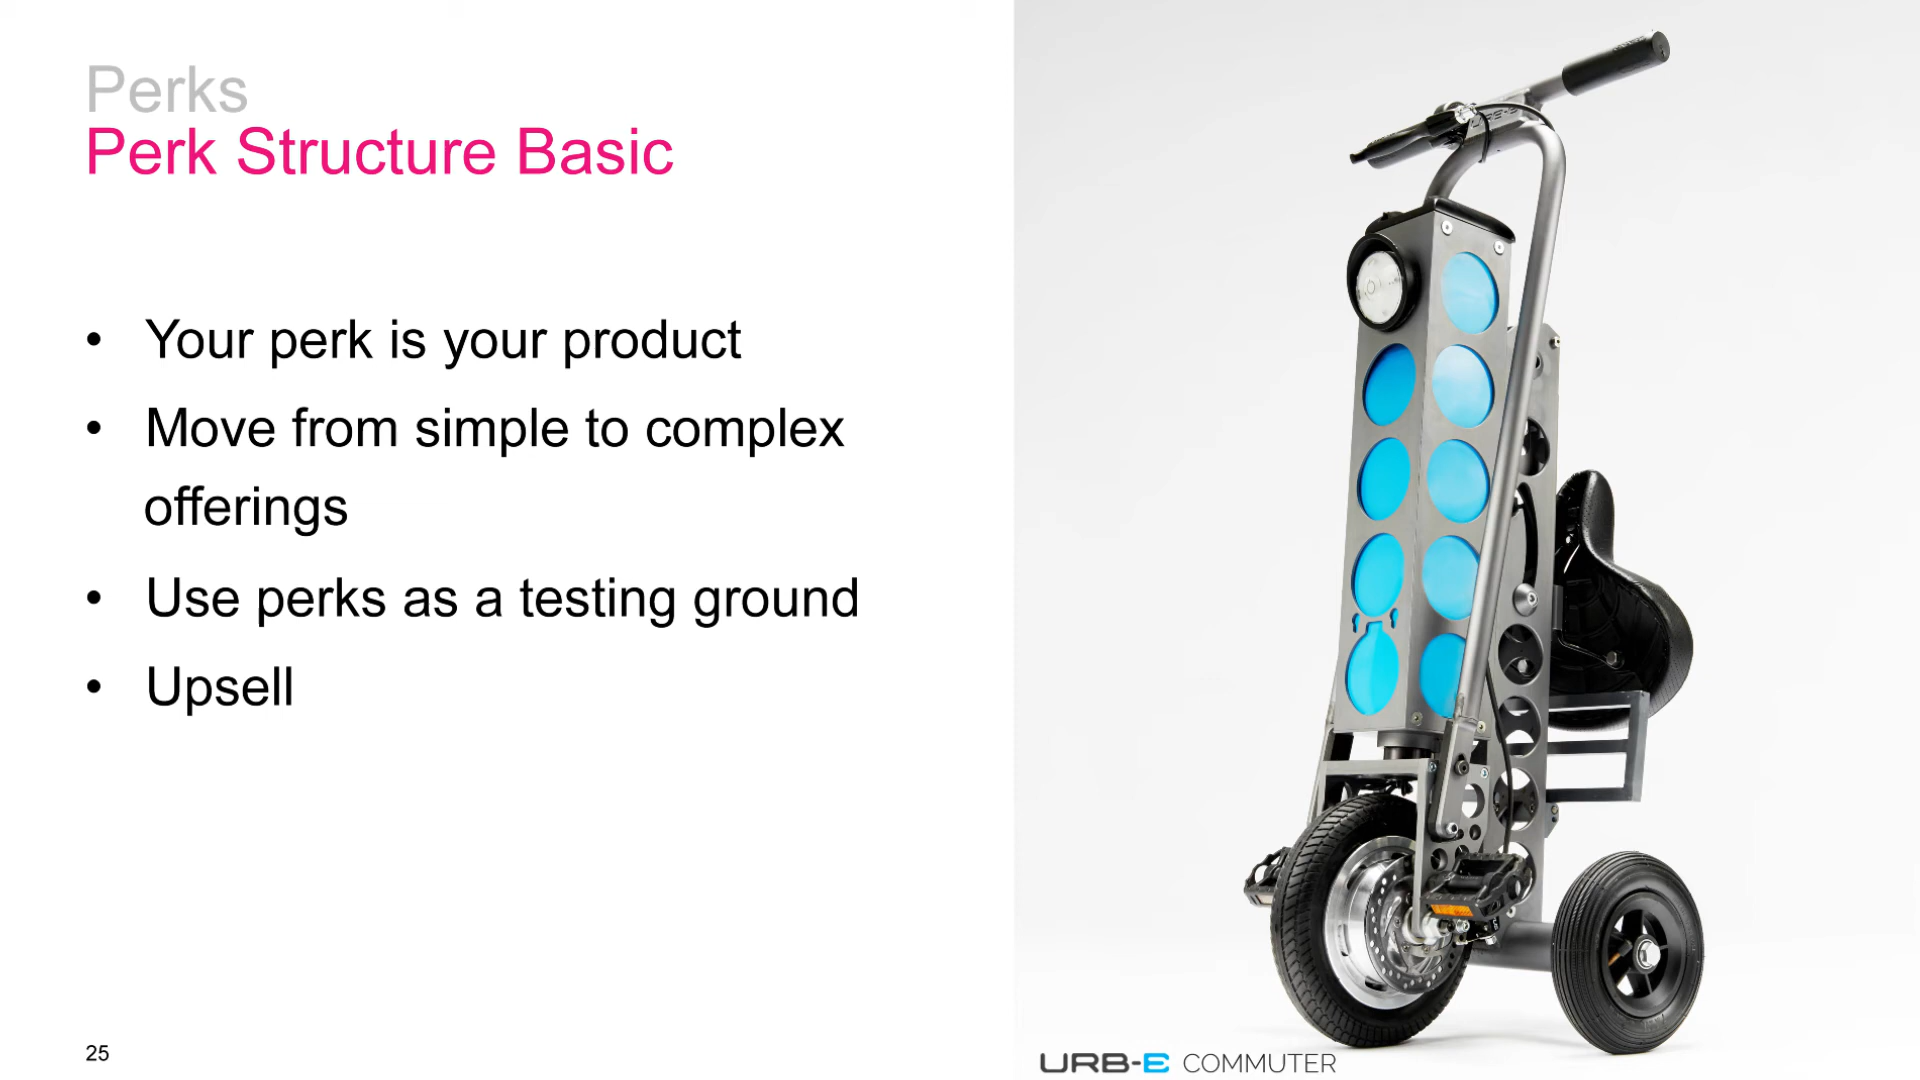 Perks
Perk Structure Basic
• Your perk is your product
• Move from simple to complex
offerings
• Use perks as a testing ground
• Upsell
25
URB-E COMMUTER
URB-E